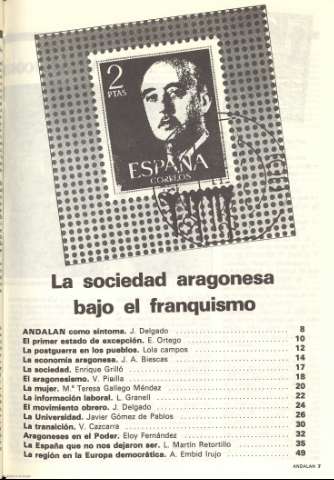 2
PTAS
ESPAÑA
CORREOS
La sociedad aragonesa
bajo el franquismo
ANDALAN como síntoma. J. Delgado 8
El primer estado de excepción. E. Ortego 10
La postguerra en los pueblos. Lola campos 12
La economía aragonesa. J. A. Biescas 14
La sociedad. Enrique Grilló 17
El aragonesismo. V. Pinilla 18
La mujer. M.ª Teresa Gallego Méndez 20
La información laboral. L. Granell 22
El movimiento obrero. J. Delgado 24
La Universidad. Javier Gómez de Pablos 26
La transición. V. Cazcarra 30
Aragoneses en el Poder. Eloy Fernández 32
La España que no nos dejaron ser. L. Martín Retortillo 35
La región en la Europa democrática. A. Embid Irujo 49
ANDALAN 7